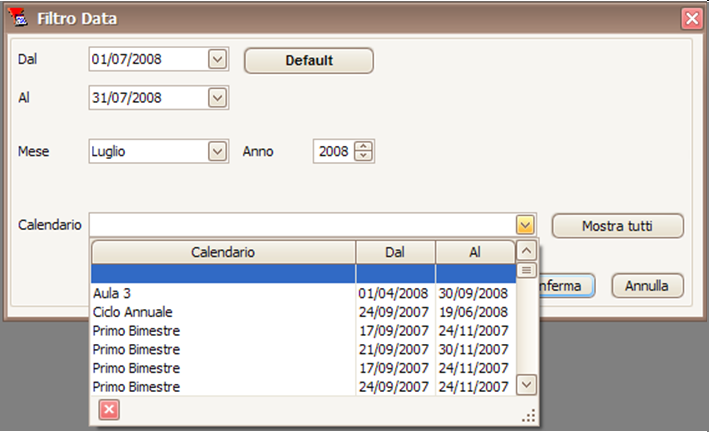 Filtro Data
Dal 01/07/2008 Default
Al 31/07/2008
Mese Luglio Anno 2008
Calendario Mostra tutti
Calendario Dal Al
nferma Annulla
Aula 3 01/04/2008 30/09/2008
Ciclo Annuale 24/09/2007 19/06/2008
Primo Bimestre 17/09/2007 24/11/2007
Primo Bimestre 21/09/2007 30/11/2007
Primo Bimestre 17/09/2007 24/11/2007
Primo Bimestre 24/09/2007 24/11/2007